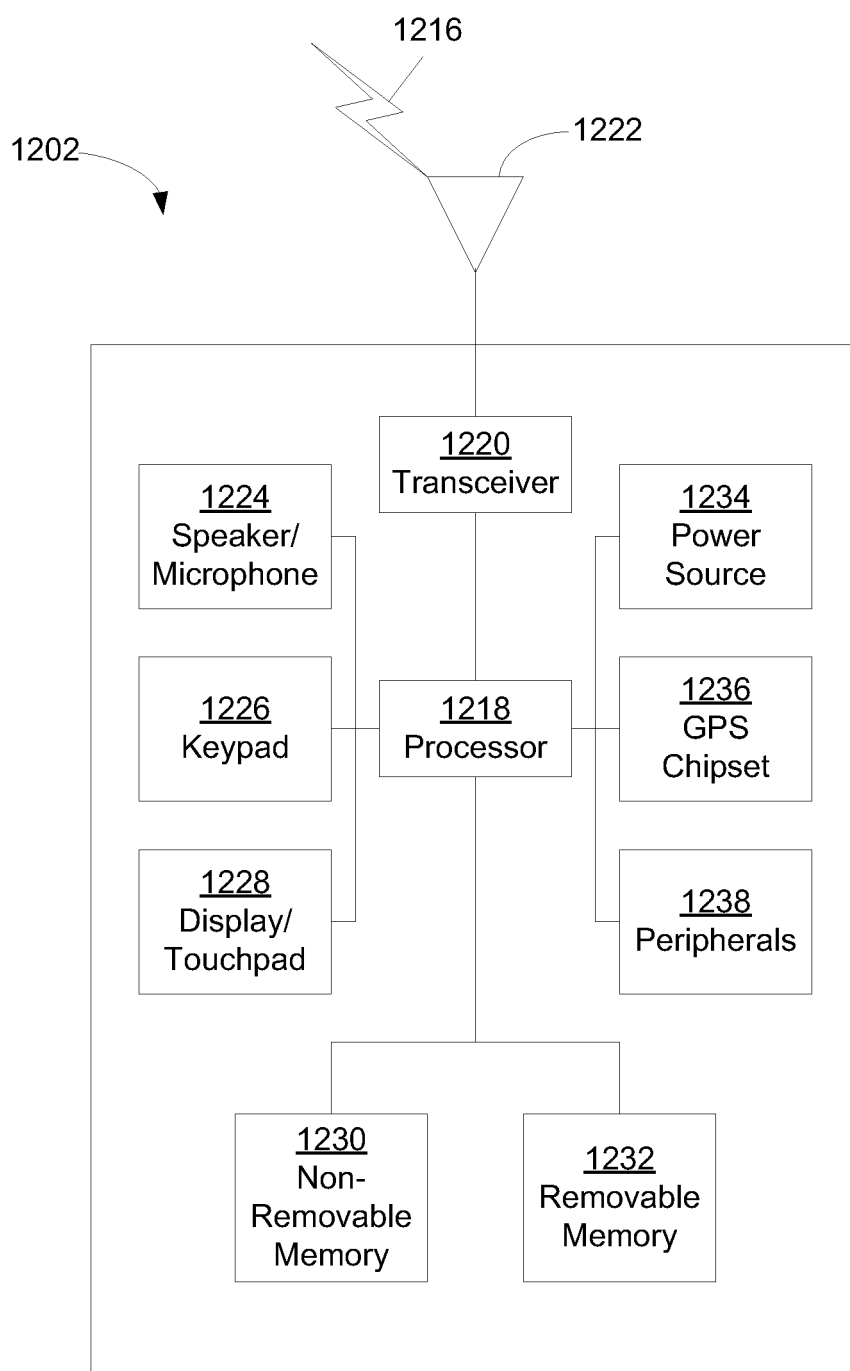 1216
1222
1202
1220
Transceiver
1224
Speaker/
Microphone
1234
Power
Source
1226
Keypad
1218
Processor
1236
GPS
Chipset
1228
Display/
Touchpad
1238
Peripherals
1230
Non-
Removable
Memory
1232
Removable
Memory